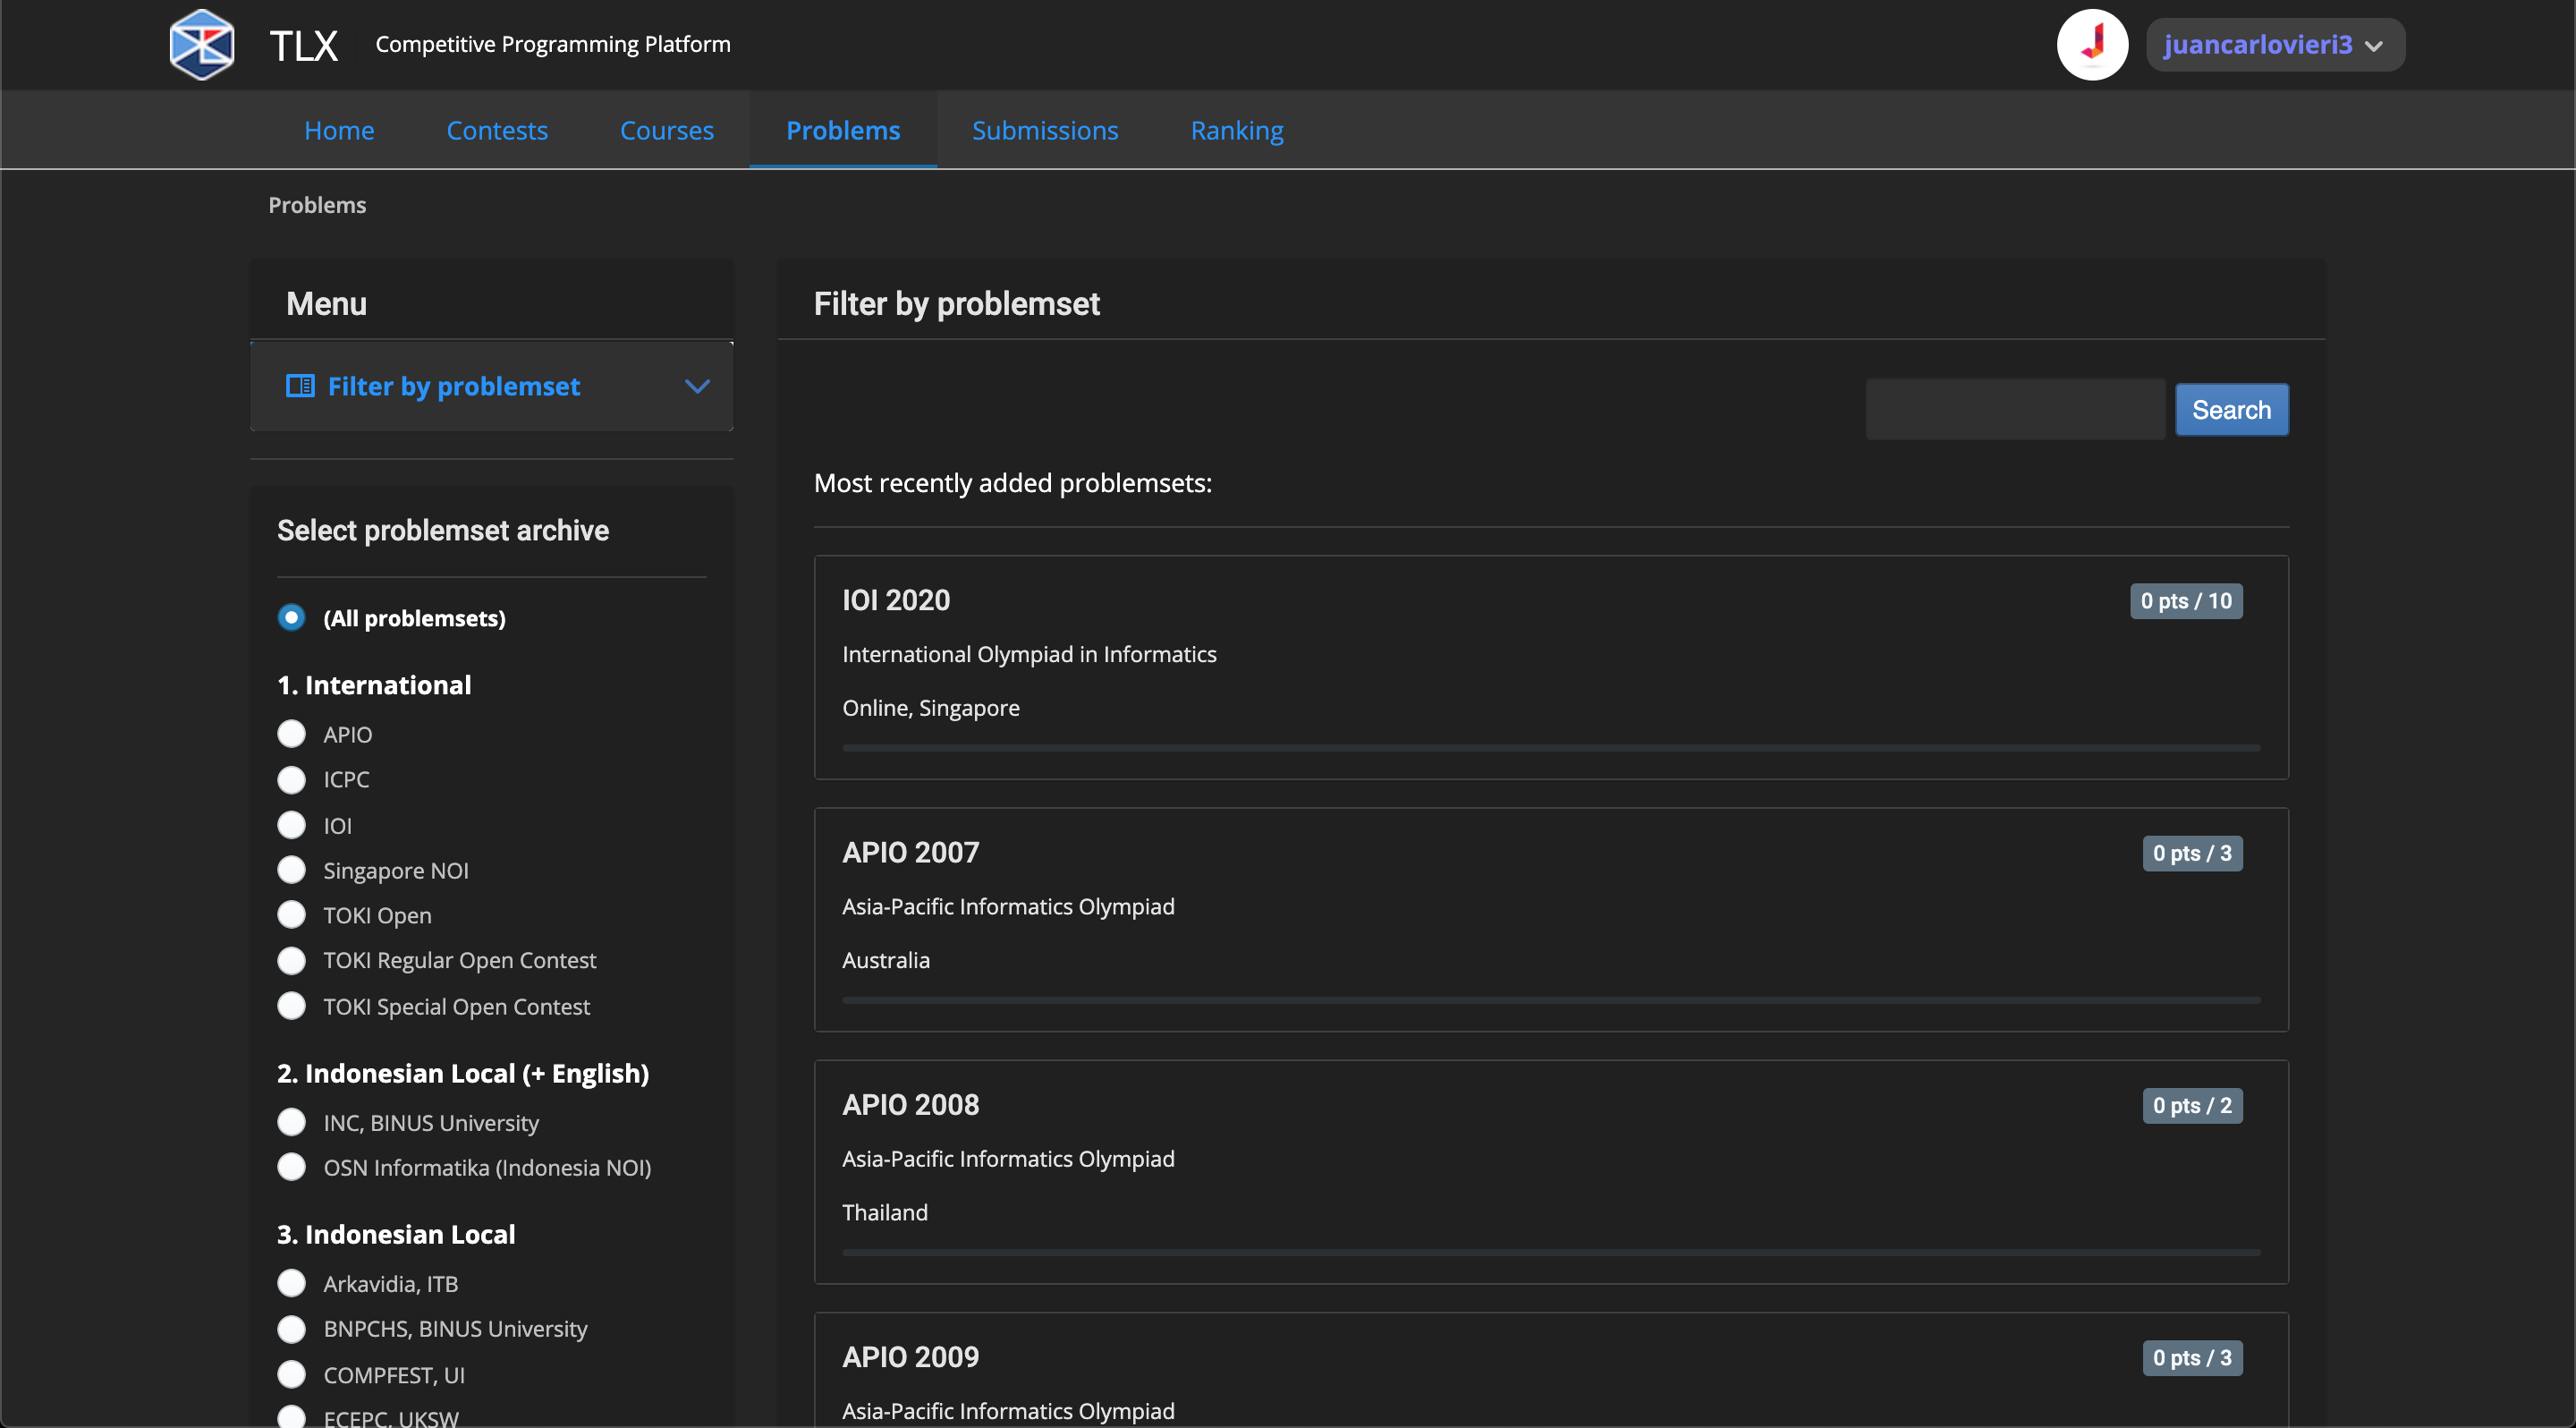 TLX
Competitive Programming Platform
juancarlovieri3
Home
Contests
Courses
Problems
Submissions
Ranking
Problems
Menu
Filter by problemset
Select problemset archive
(All problemsets)
1. International
APIO
ICPC
IOI
Singapore NOI
TOKI Open
TOKI Regular Open Contest
TOKI Special Open Contest
2. Indonesian Local (+ English)
INC, BINUS University
OSN Informatika (Indonesia NOI)
3. Indonesian Local
Arkavidia, ITB
BNPCHS, BINUS University
COMPFEST, UI
ECEPC, UKSW
Filter by problemset
Search
Most recently added problemsets:
IOI 2020
0 pts / 10
International Olympiad in Informatics
Online, Singapore
APIO 2007
0 pts / 3
Asia-Pacific Informatics Olympiad
Australia
APIO 2008
0 pts / 2
Asia-Pacific Informatics Olympiad
Thailand
APIO 2009
0 pts / 3
Asia-Pacific Informatics Olympiad